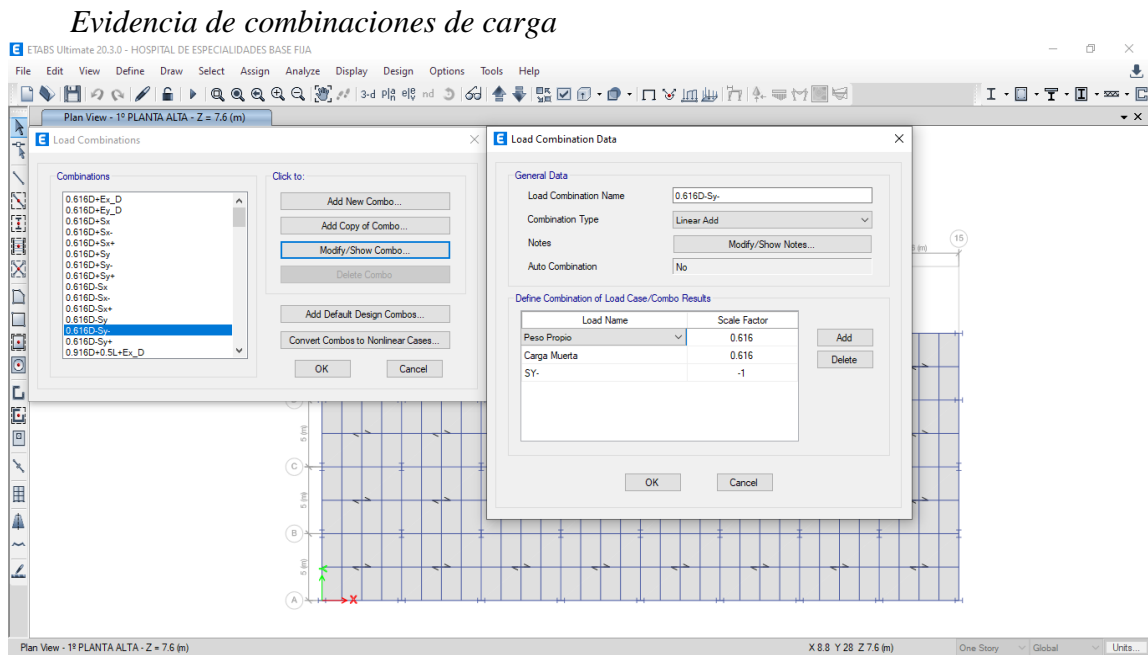 Evidencia de combinaciones de carga
E ETABS Ultimate 20.3.0 - HOSPITAL DE ESPECIALIDADES BASE FIJA
File Edit View Define Draw Select Assign Analyze Display Design Options Tools Help
3-d nd
Plan View - 1º PLANTA ALTA - Z = 7.6 (m)
E Load Combinations
Combinations
0.616D+Ex_D
0.616D+Ey_D
0.616D+Sx
0.616D+Sx-
0.616D+Sx+
0.616D+Sy
0.616D+Sy-
0.616D+Sy+
0.616D-Sx
0.616D-Sx-
0.616D-Sx+
0.616D-Sy
0.616D-Sy-
0.616D-Sy+
0.916D+0.5L+Ex_D
Click to:
Add New Combo...
Add Copy of Combo...
Modify/Show Combo...
Delete Combo
Add Default Design Combos...
Convert Combos to Nonlinear Cases...
OK Cancel
E Load Combination Data
General Data
Load Combination Name 0.616D-Sy-
Combination Type Linear Add
Notes Modify/Show Notes...
Auto Combination No
Define Combination of Load Case/Combo Results
Load Name Scale Factor
Peso Propio 0.616
Carga Muerta 0.616
SY- -1
Add
Delete
OK Cancel
15
(m)
5 (m)
C
5 (m)
B
5 (m)
A
X
Plan View - 1º PLANTA ALTA - Z = 7.6 (m) X 8.8 Y 28 Z 7.6 (m) One Story Global Units...